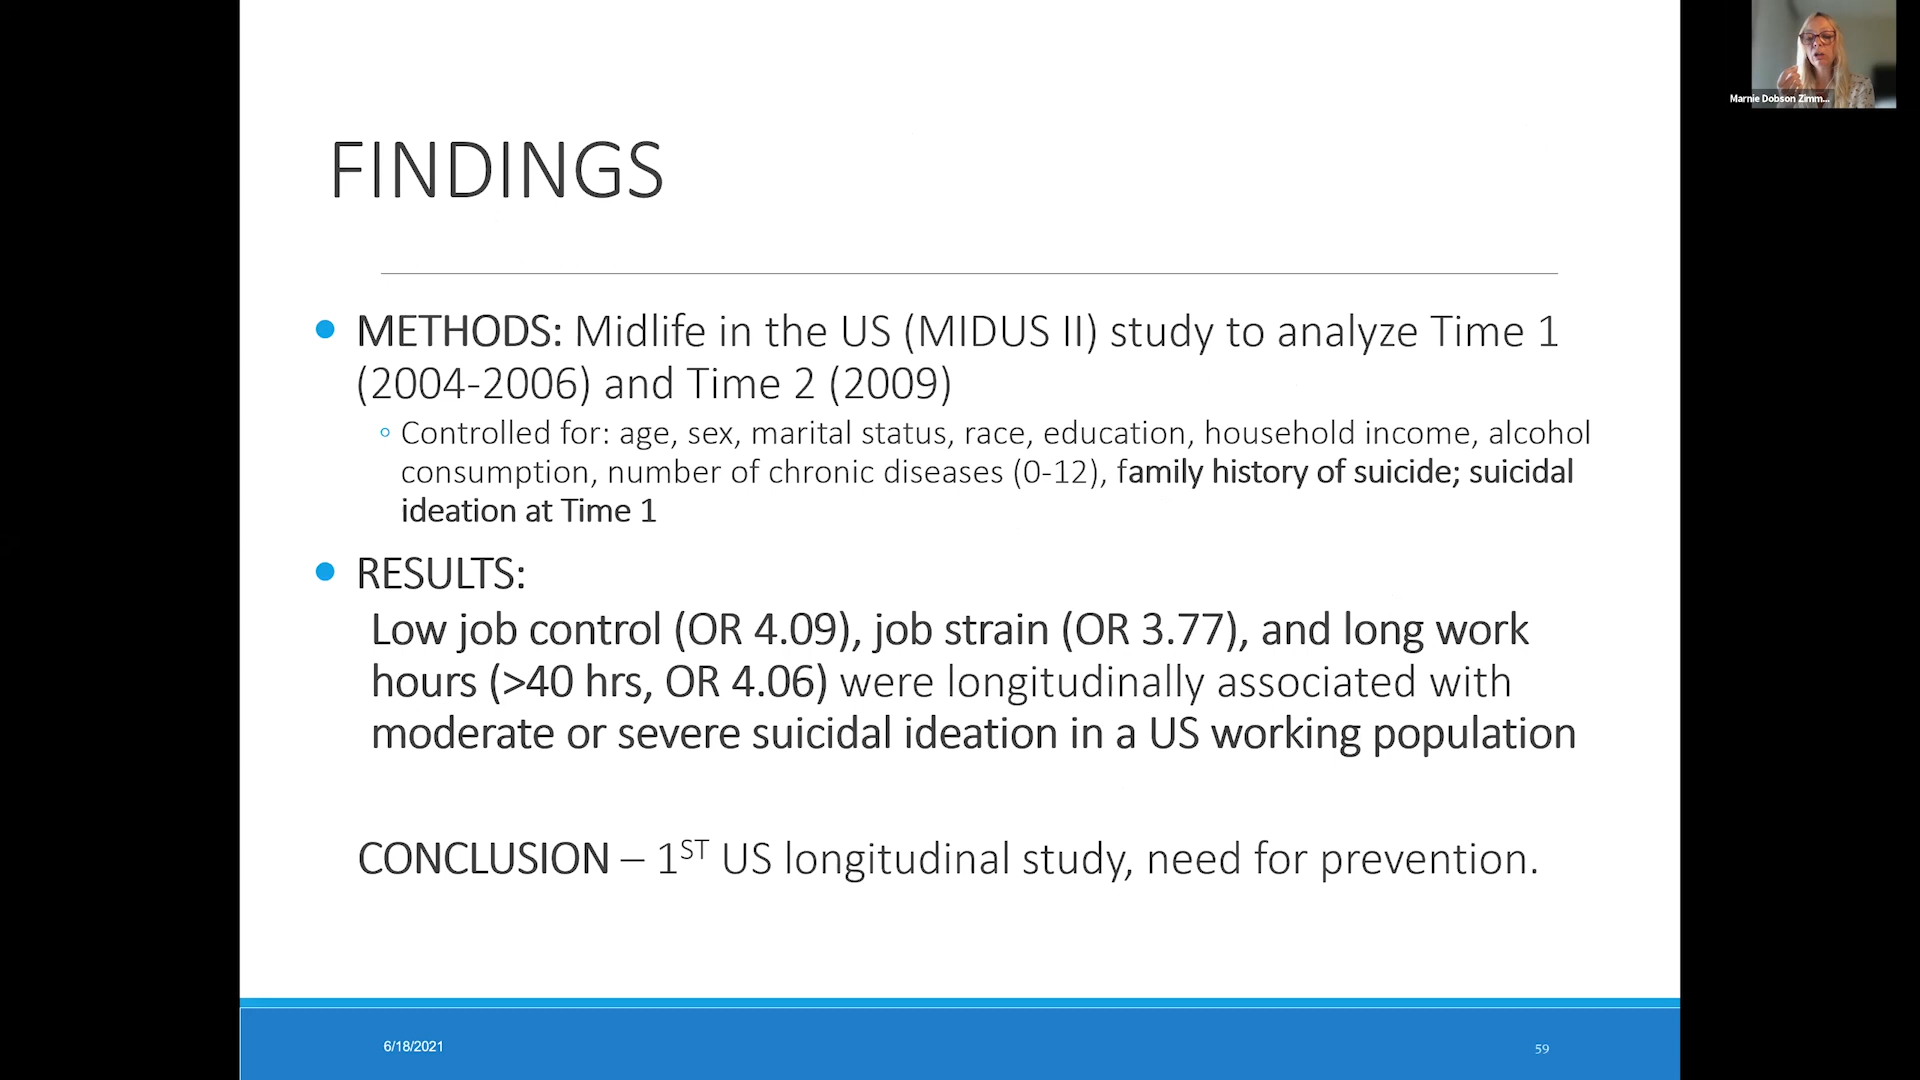 Marnie Dobson Zimm...
FINDINGS
METHODS: Midlife in the US (MIDUS II) study to analyze Time 1
(2004-2006) and Time 2 (2009)
Controlled for: age, sex, marital status, race, education, household income, alcohol
consumption, number of chronic diseases (0-12), family history of suicide; suicidal
ideation at Time 1
RESULTS:
Low job control (OR 4.09), job strain (OR 3.77), and long work
hours (>40 hrs, OR 4.06) were longitudinally associated with
moderate or severe suicidal ideation in a US working population
CONCLUSION – 1ST US longitudinal study, need for prevention.
6/18/2021
59